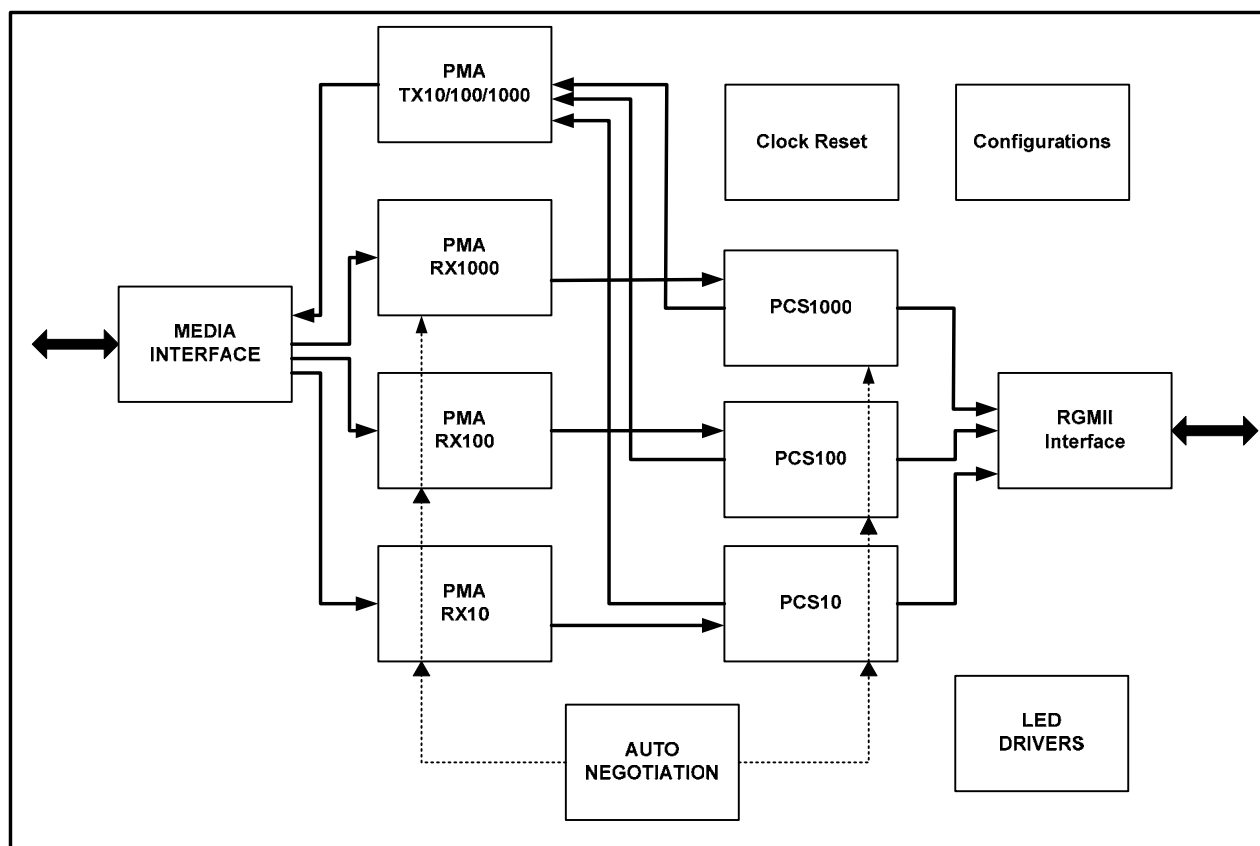 PMA
TX10/100/1000
Clock Reset
Configurations
PMA
RX1000
PCS1000
MEDIA
INTERFACE
PMA
RX100
PCS100
RGMII
Interface
PMA
RX10
PCS10
AUTO
NEGOTIATION
LED
DRIVERS